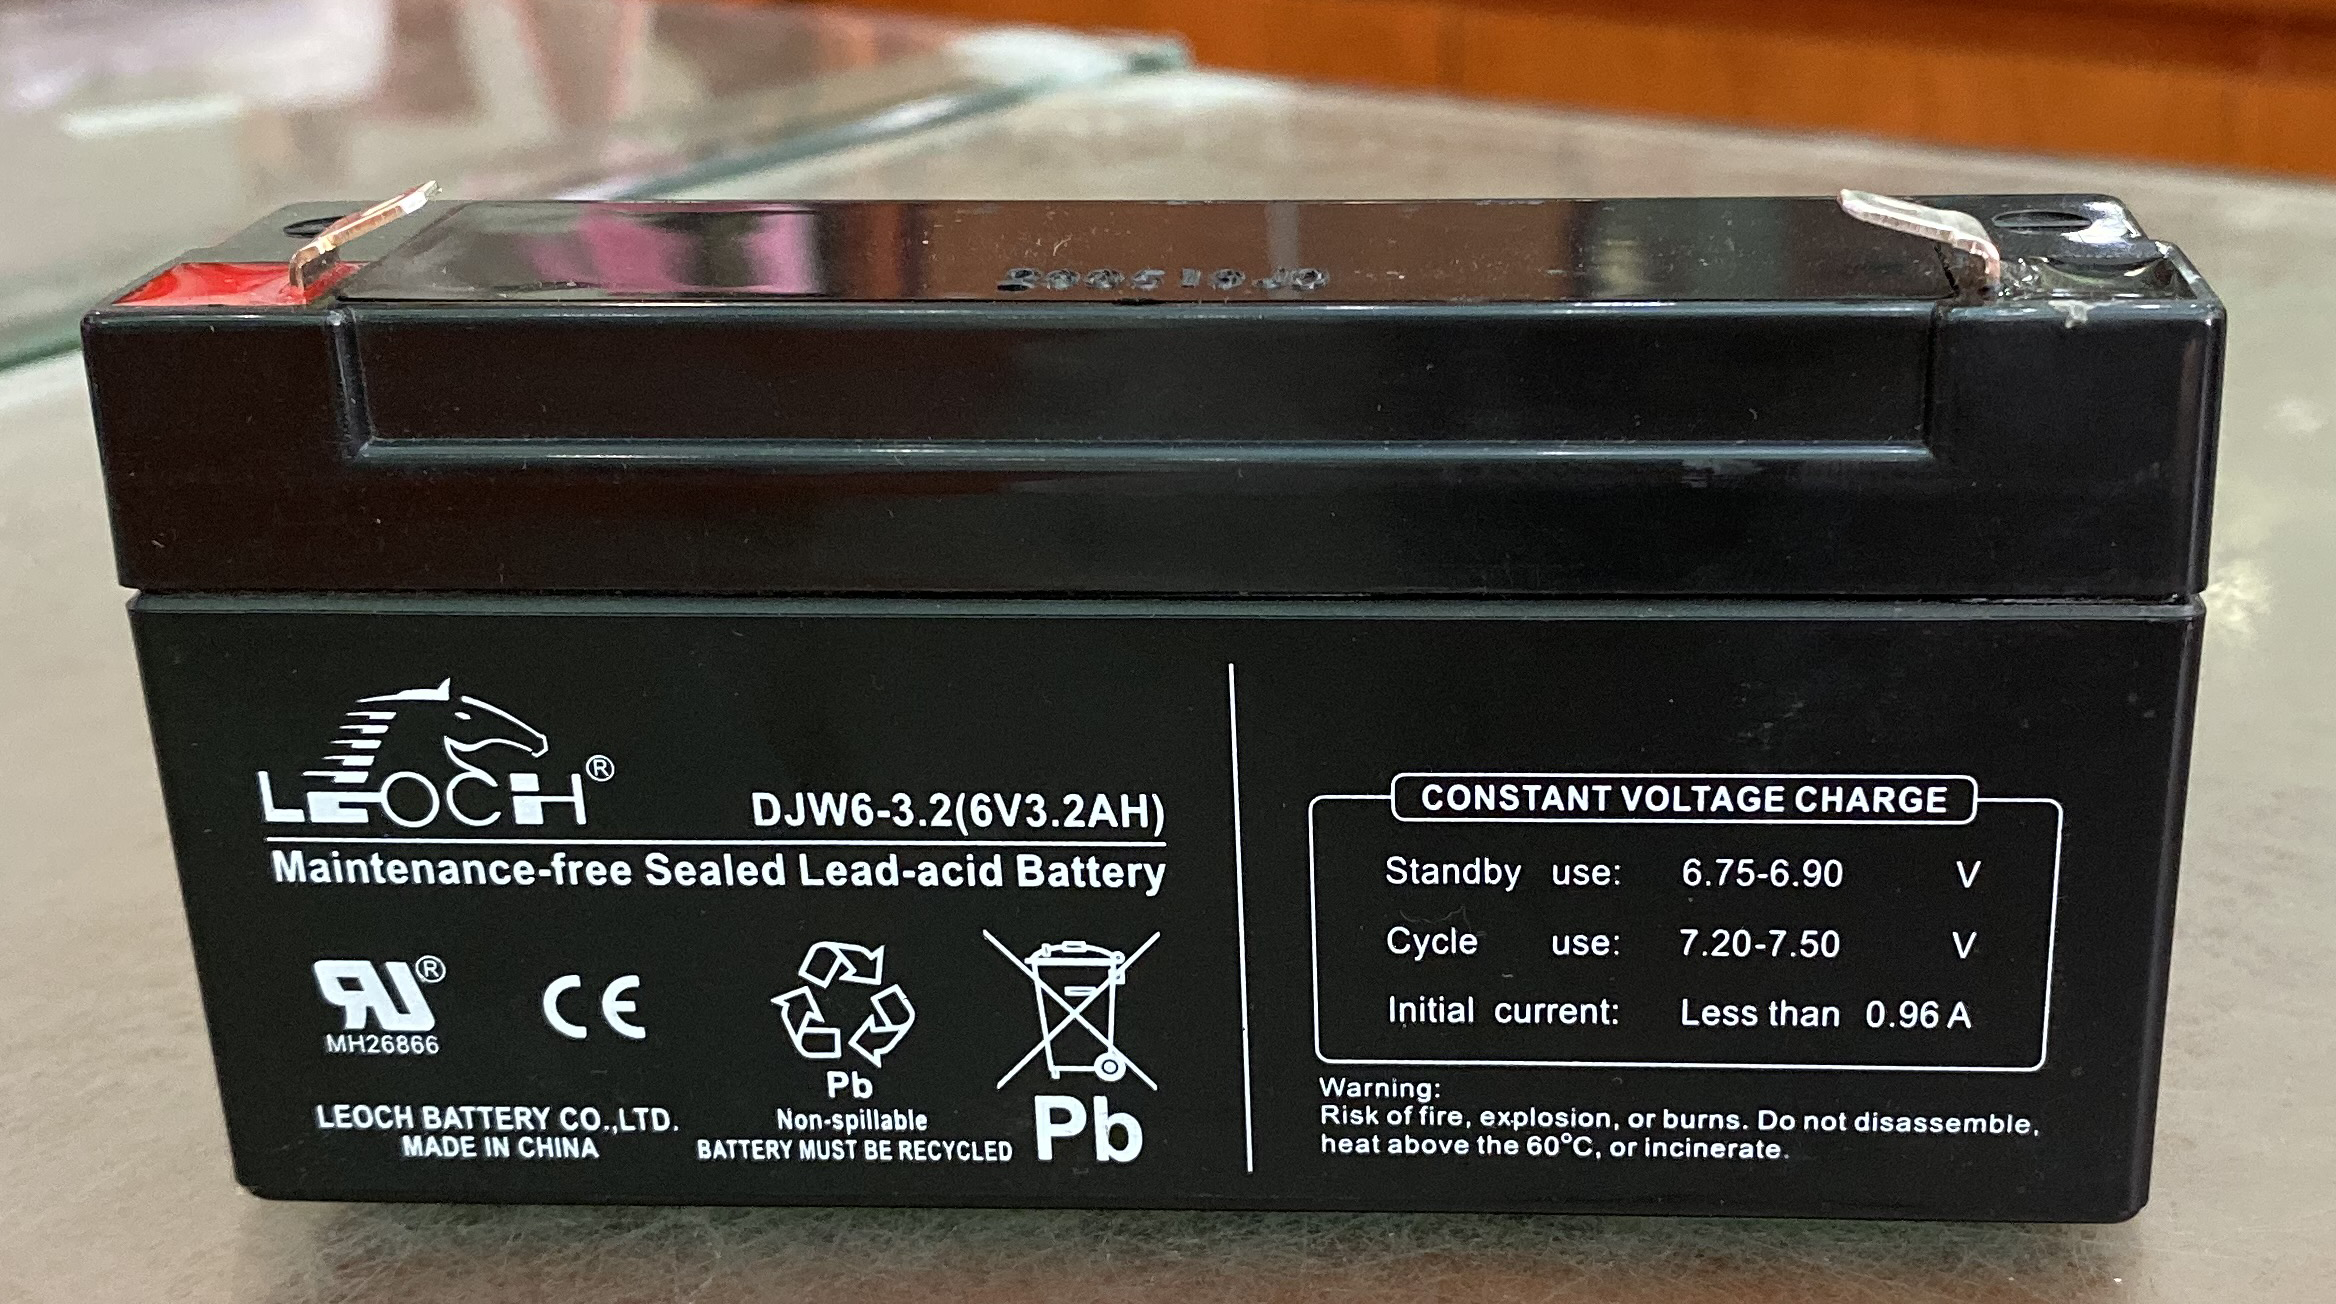 LEOCH®
DJW6-3.2(6V3.2AH)
Maintenance-free Sealed Lead-acid Battery
RU®
MH26866
CE
Pb
Non-spillable
BATTERY MUST BE RECYCLED
Pb
LEOCH BATTERY CO.,LTD.
MADE IN CHINA
CONSTANT VOLTAGE CHARGE
Standby use: 6.75-6.90 V
Cycle use: 7.20-7.50 V
Initial current: Less than 0.96 A
Warning:
Risk of fire, explosion, or burns. Do not disassemble,
heat above the 60°C, or incinerate.